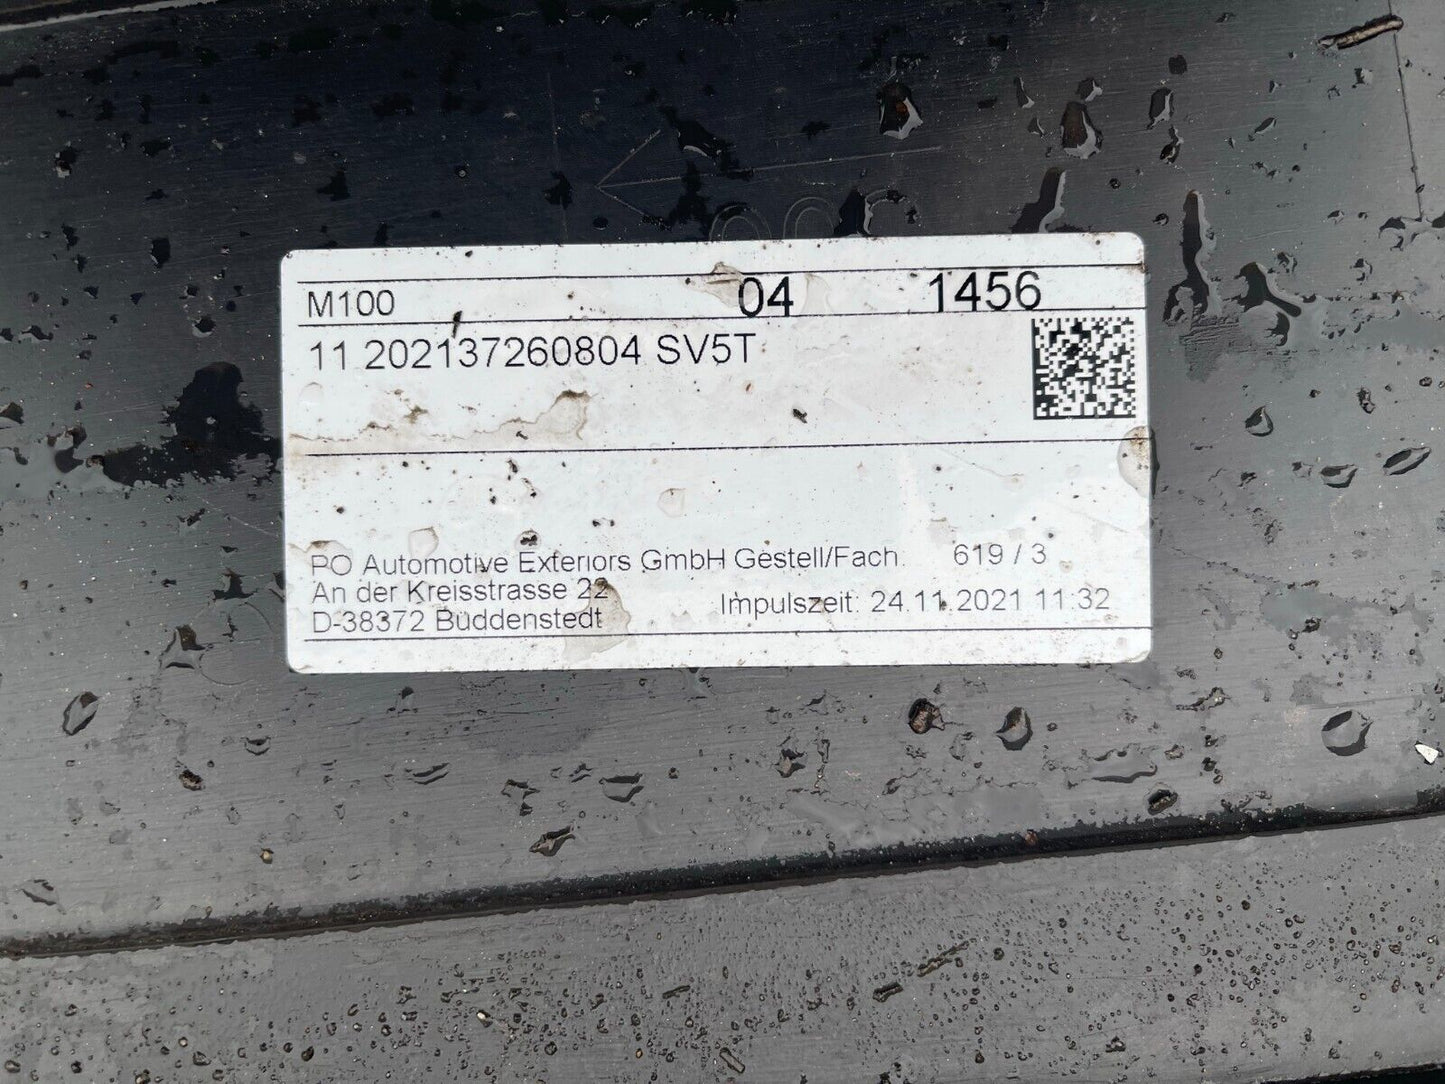 M100 04 1456
11 202137260804 SV5T
PO Automotive Exteriors GmbH Gestell/Fach: 619 / 3
An der Kreisstrasse 22
D-38372 Büddenstedt Impulszeit: 24.11.2021 11:32